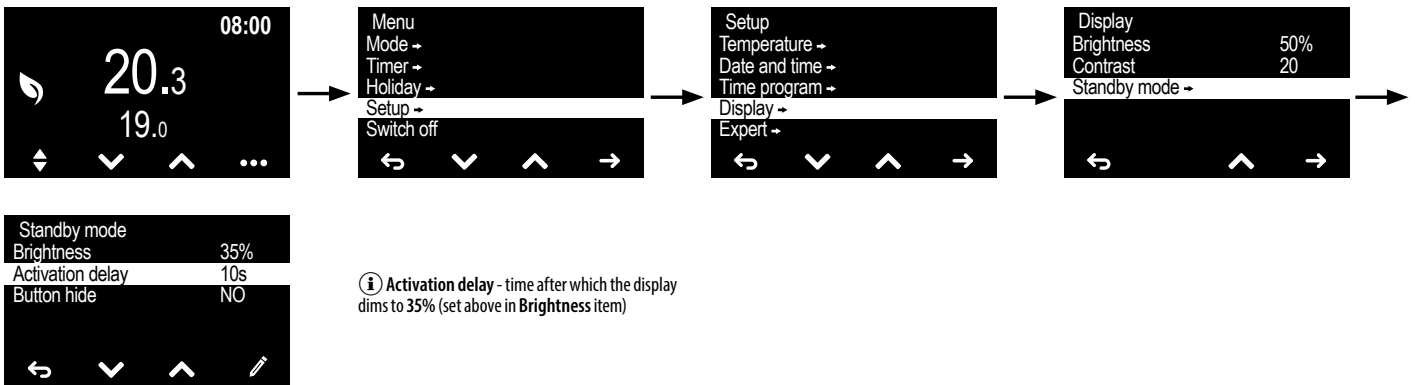 08:00
20.3
19.0
Menu
Mode →
Timer →
Holiday →
Setup →
Switch off
Setup
Temperature →
Date and time →
Time program →
Display →
Expert →
Display
Brightness 50%
Contrast 20
Standby mode →
Standby mode
Brightness 35%
Activation delay 10s
Button hide NO
i Activation delay - time after which the display
dims to 35% (set above in Brightness item)